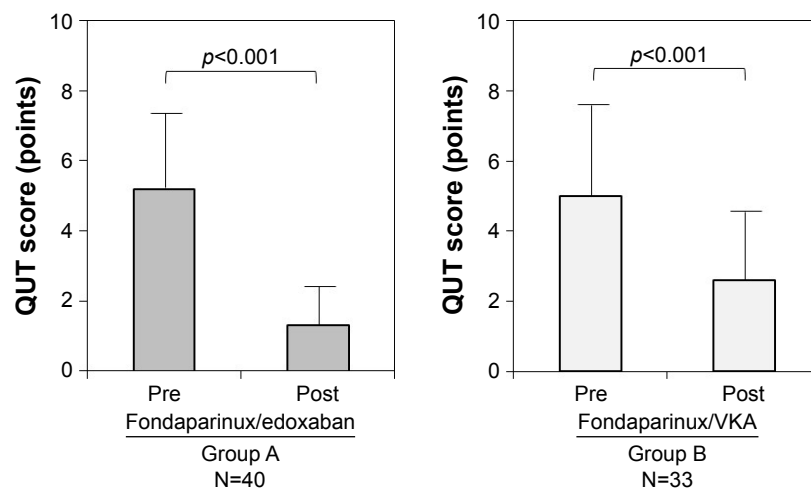 QUT score (points)
10
8
6
4
2
0
p<0.001
Pre
Post
Fondaparinux/edoxaban
Group A
N=40
QUT score (points)
10
8
6
4
2
0
p<0.001
Pre
Post
Fondaparinux/VKA
Group B
N=33